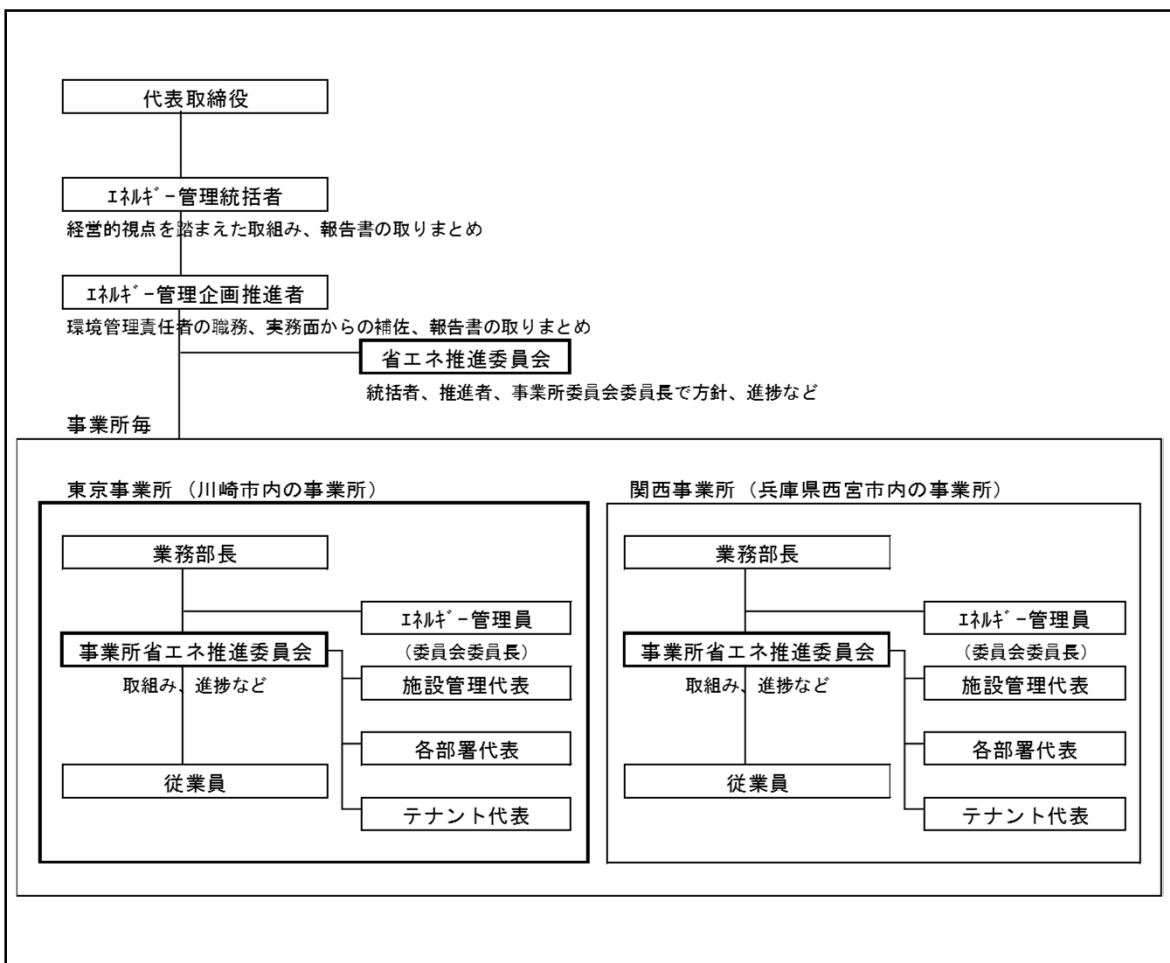 代表取締役
ｴﾈﾙｷﾞｰ管理統括者
経営的視点を踏まえた取組み、報告書の取りまとめ
ｴﾈﾙｷﾞｰ管理企画推進者
環境管理責任者の職務、実務面からの補佐、報告書の取りまとめ
省エネ推進委員会
統括者、推進者、事業所委員会委員長で方針、進捗など
事業所毎
東京事業所（川崎市内の事業所）
業務部長
ｴﾈﾙｷﾞｰ管理員
事業所省エネ推進委員会
（委員会委員長）
取組み、進捗など
施設管理代表
各部署代表
従業員
テナント代表
関西事業所（兵庫県西宮市内の事業所）
業務部長
ｴﾈﾙｷﾞｰ管理員
事業所省エネ推進委員会
（委員会委員長）
取組み、進捗など
施設管理代表
各部署代表
従業員
テナント代表